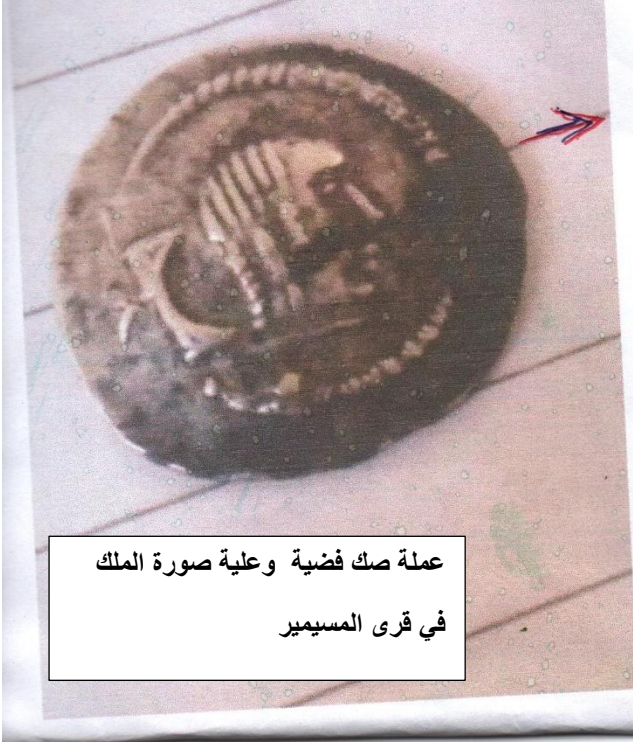 عملة صك فضية وعلية صورة الملك
في قرى المسيمير